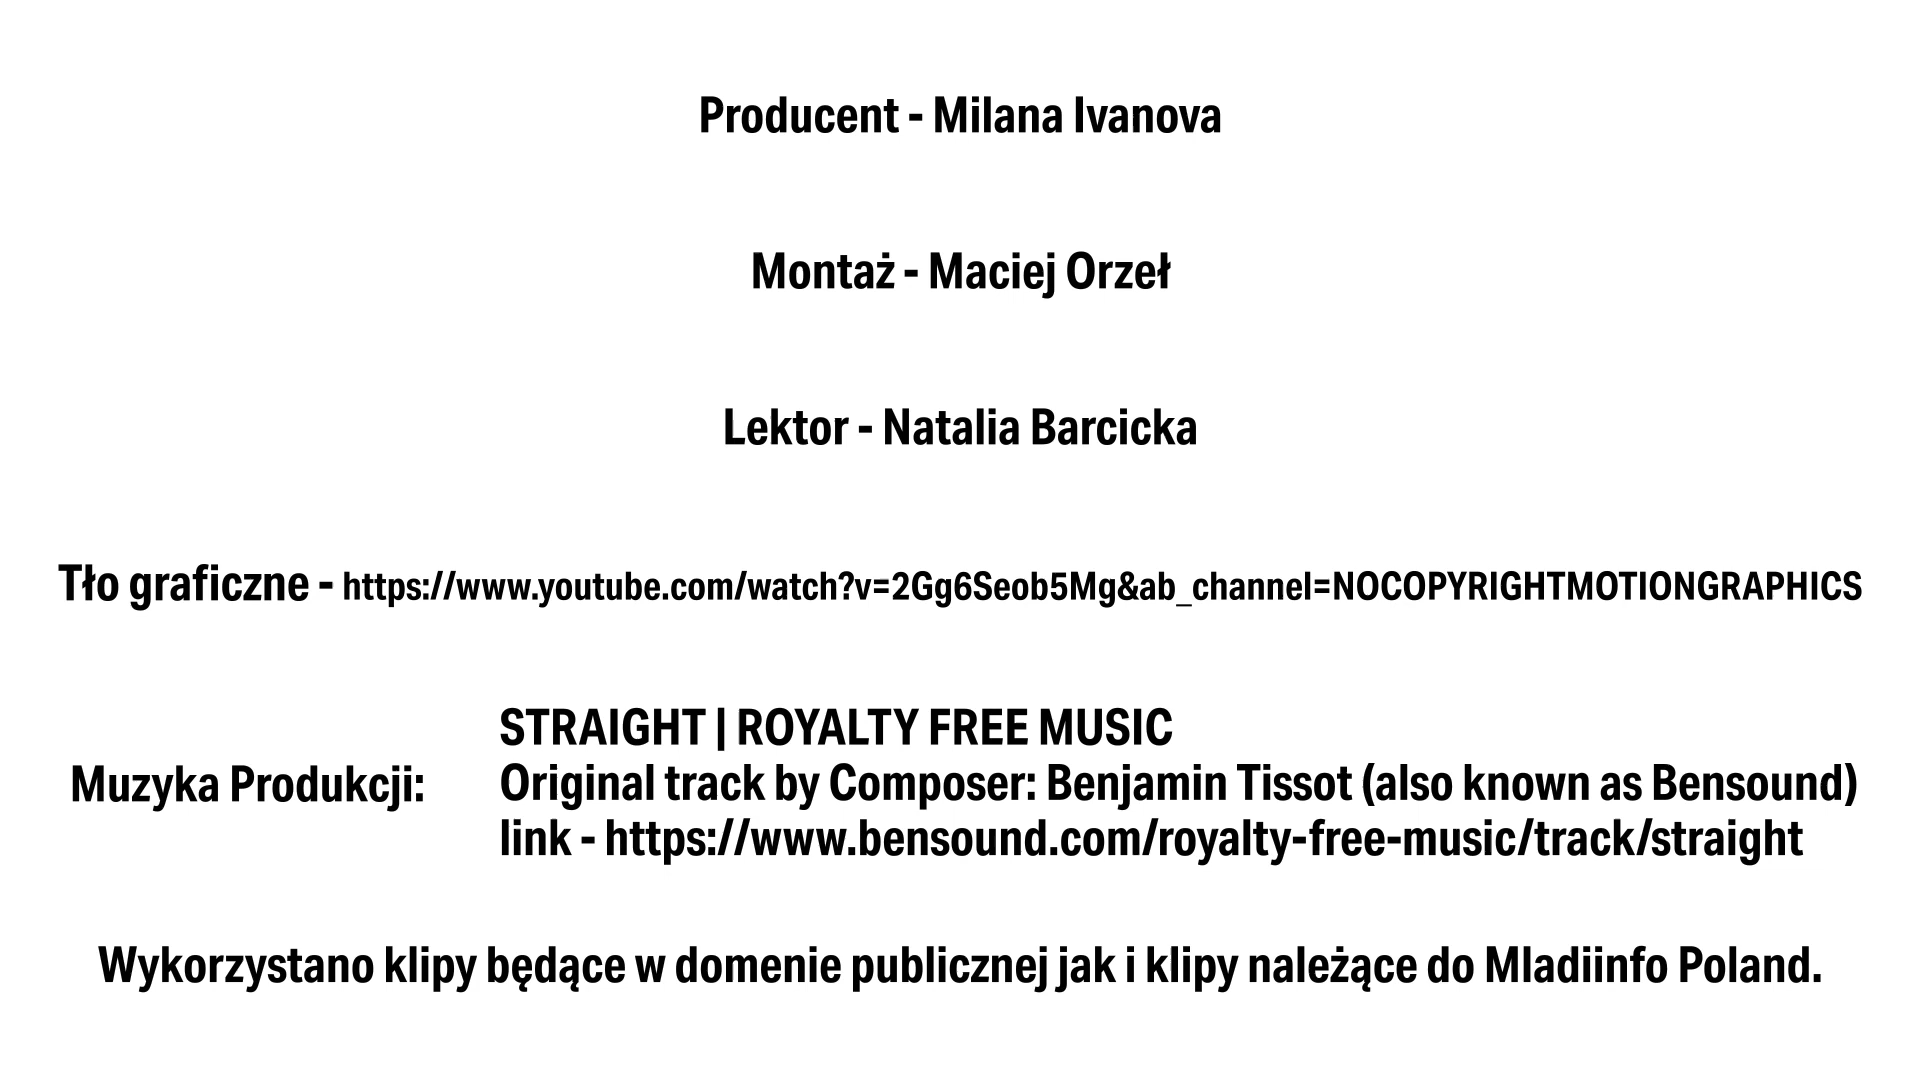 Producent - Milana Ivanova
Montaż - Maciej Orzeł
Lektor - Natalia Barcicka
Tło graficzne - https://www.youtube.com/watch?v=2Gg6Seob5Mg&ab_channel=NOCOPYRIGHTMOTIONGRAPHICS
Muzyka Produkcji:
STRAIGHT | ROYALTY FREE MUSIC
Original track by Composer: Benjamin Tissot (also known as Bensound)
link - https://www.bensound.com/royalty-free-music/track/straight
Wykorzystano klipy będące w domenie publicznej jak i klipy należące do Mladiinfo Poland.